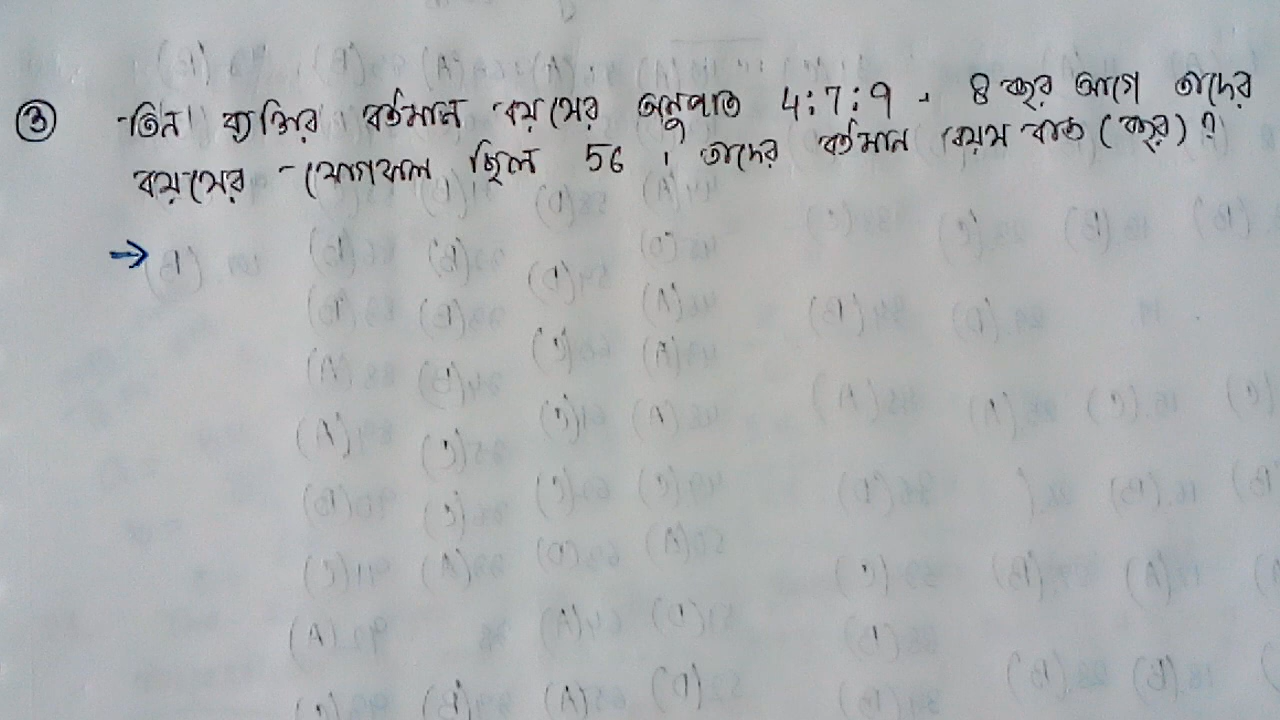 ③ তিন ব্যক্তির বর্তমান বয়সের অনুপাত 4:7:9 . 8 বছর আগে তাদের
বয়সের যোগফল ছিল 56 । তাদের বর্তমান বয়স কত (বছর) ?
→